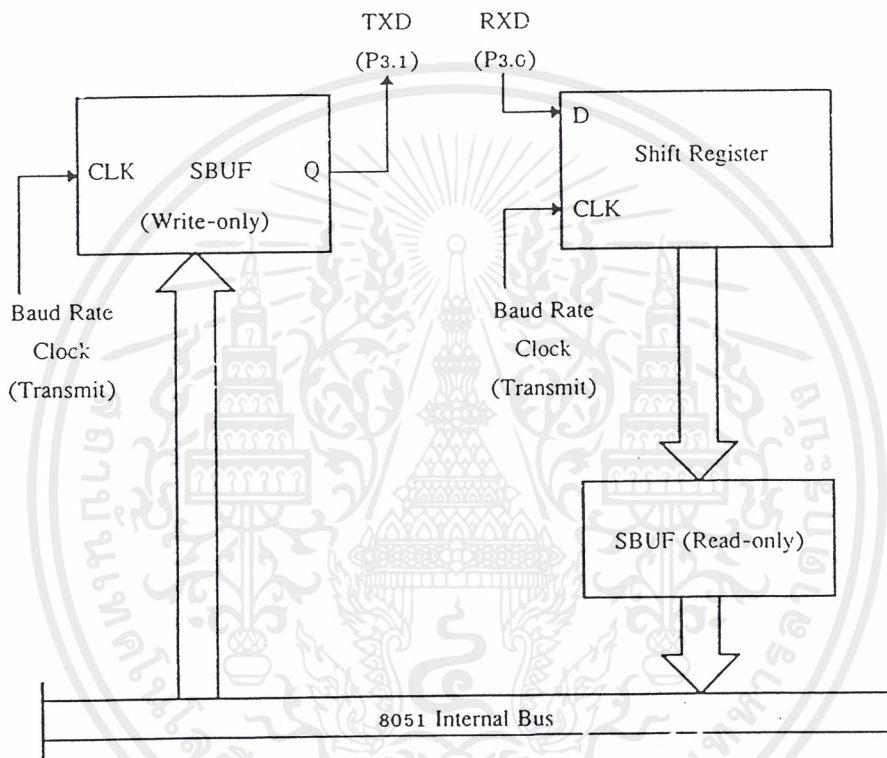 TXD
(P3.1)
RXD
(P3.0)
CLK
SBUF
Q
(Write-only)
D
Shift Register
CLK
Baud Rate
Clock
(Transmit)
Baud Rate
Clock
(Transmit)
SBUF (Read-only)
8051 Internal Bus